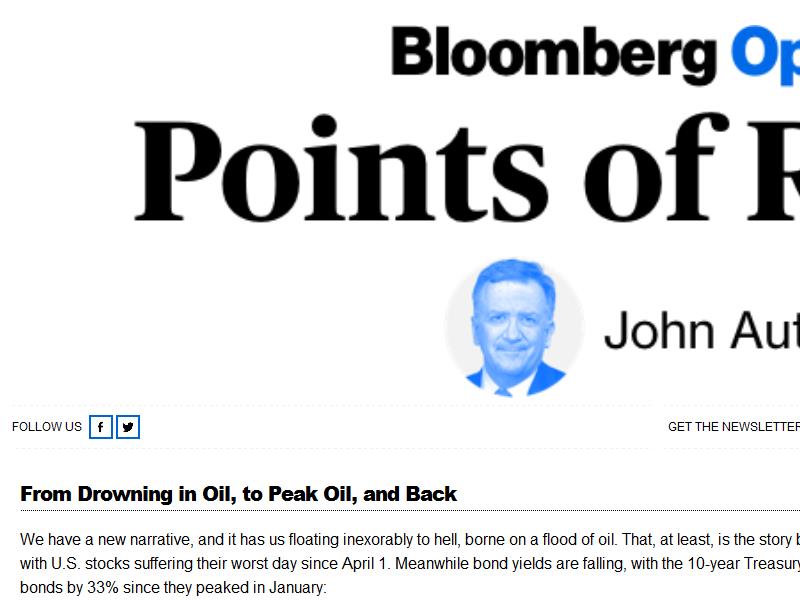 Bloomberg Op
Points of R
John Aut
FOLLOW US
GET THE NEWSLETTER
From Drowning in Oil, to Peak Oil, and Back
We have a new narrative, and it has us floating inexorably to hell, borne on a flood of oil. That, at least, is the story b
with U.S. stocks suffering their worst day since April 1. Meanwhile bond yields are falling, with the 10-year Treasury
bonds by 33% since they peaked in January: